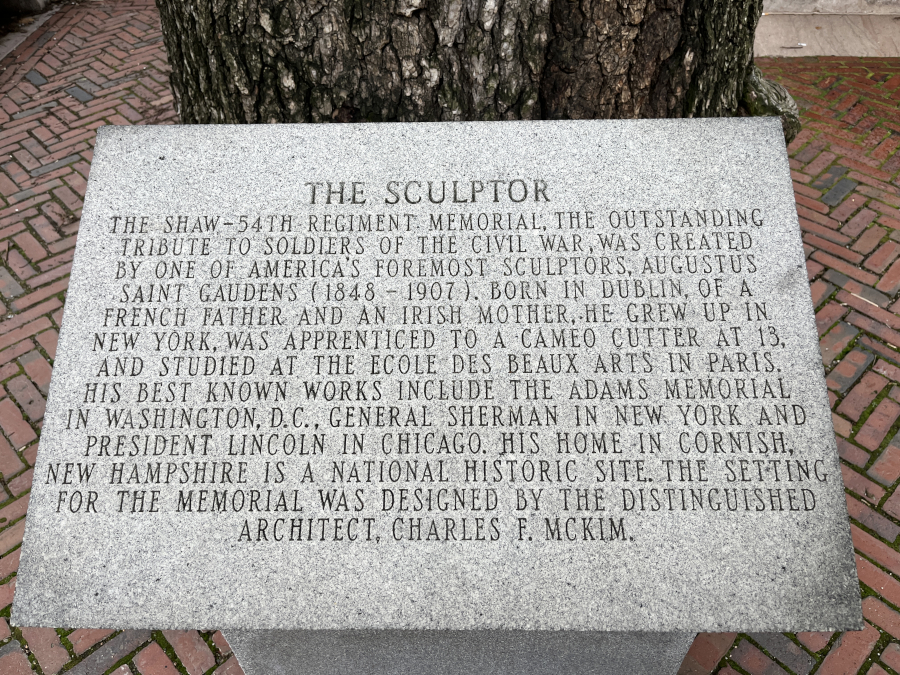 THE SCULPTOR
THE SHAW-54TH REGIMENT MEMORIAL, THE OUTSTANDING
TRIBUTE TO SOLDIERS OF THE CIVIL WAR, WAS CREATED
BY ONE OF AMERICA'S FOREMOST SCULPTORS, AUGUSTUS
SAINT GAUDENS (1848 - 1907). BORN IN DUBLIN, OF A
FRENCH FATHER AND AN IRISH MOTHER, HE GREW UP IN
NEW YORK, WAS APPRENTICED TO A CAMEO CUTTER AT 13,
AND STUDIED AT THE ECOLE DES BEAUX ARTS IN PARIS.
HIS BEST KNOWN WORKS INCLUDE THE ADAMS MEMORIAL
IN WASHINGTON, D.C., GENERAL SHERMAN IN NEW YORK AND
PRESIDENT LINCOLN IN CHICAGO. HIS HOME IN CORNISH,
NEW HAMPSHIRE IS A NATIONAL HISTORIC SITE. THE SETTING
FOR THE MEMORIAL WAS DESIGNED BY THE DISTINGUISHED
ARCHITECT, CHARLES F. MCKIM.